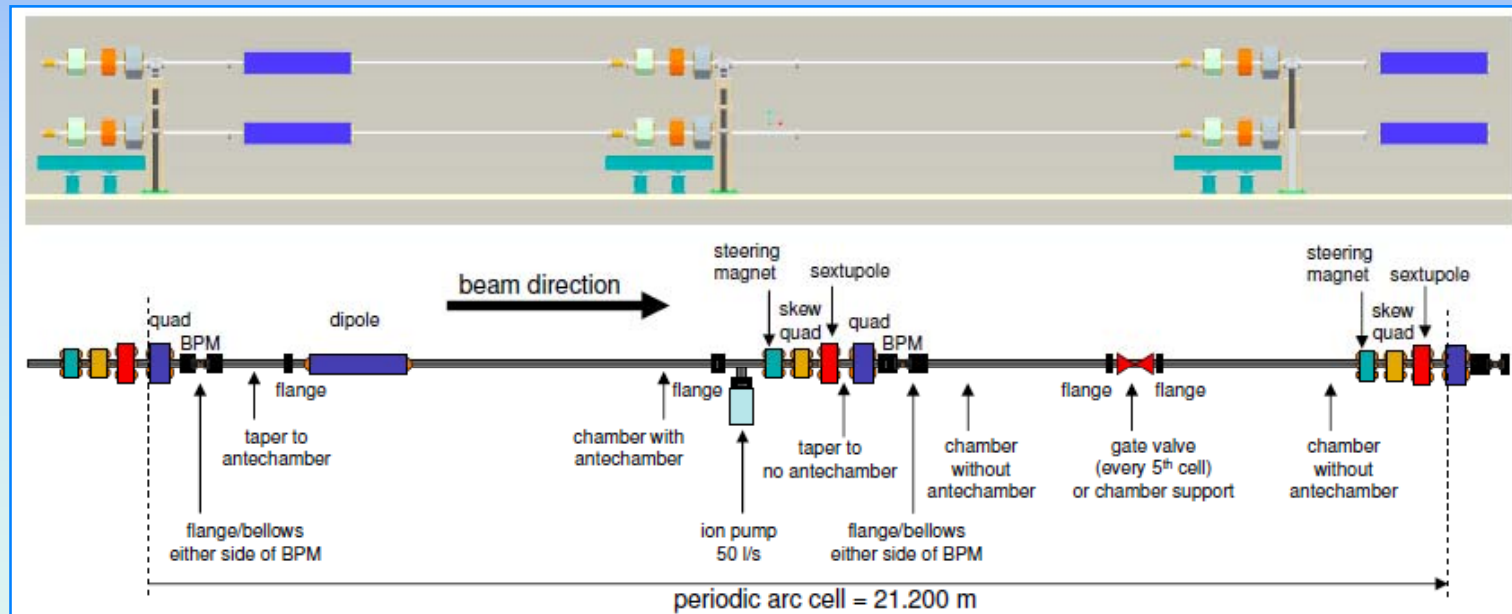 beam direction
steering
magnet
sextupole
skew
quad
quad
BPM
steering
magnet
sextupole
skew
quad
quad
BPM
dipole
flange
flange
flange
flange
taper to
antechamber
chamber with
antechamber
taper to
no antechamber
chamber
without
antechamber
gate valve
(every 5th cell)
or chamber support
chamber
without
antechamber
flange/bellows
either side of BPM
ion pump
50 l/s
flange/bellows
either side of BPM
periodic arc cell = 21.200 m